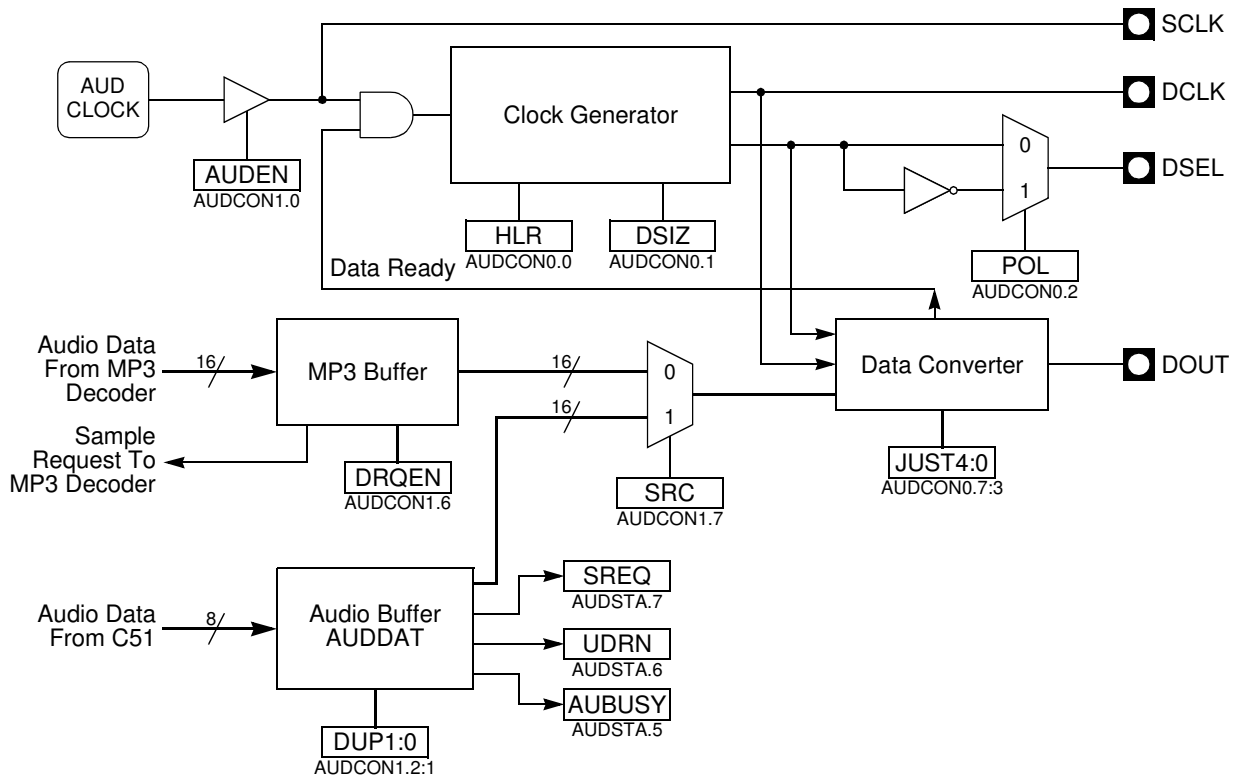 SCLK
AUD
CLOCK
Clock Generator
DCLK
0
1
DSEL
AUDEN
AUDCON1.0
HLR
AUDCON0.0
DSIZ
AUDCON0.1
POL
AUDCON0.2
Data Ready
Audio Data
From MP3
Decoder
16
MP3 Buffer
16
0
16
1
Data Converter
DOUT
Sample
Request To
MP3 Decoder
DRQEN
AUDCON1.6
SRC
AUDCON1.7
JUST4:0
AUDCON0.7:3
Audio Data
From C51
8
Audio Buffer
AUDDAT
SREQ
AUDSTA.7
UDRN
AUDSTA.6
AUBUSY
AUDSTA.5
DUP1:0
AUDCON1.2:1